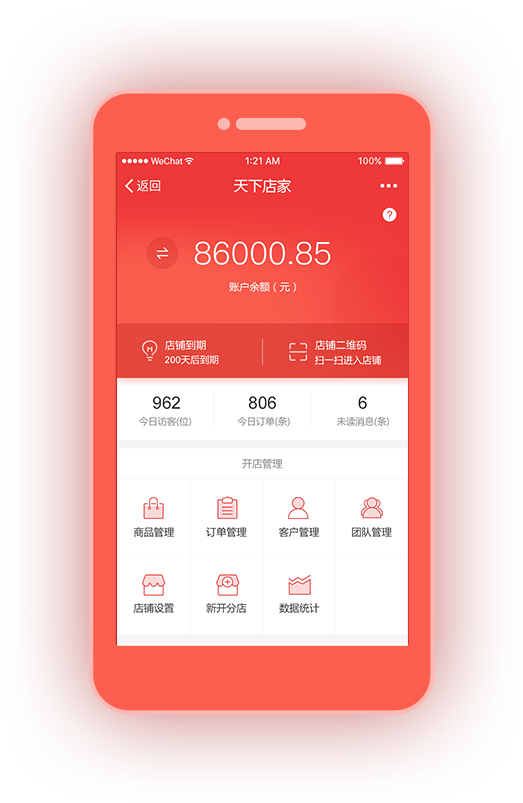 ●●●●● WeChat 1:21 AM 100%
返回 天下店家 •••
?
86000.85
账户余额（元）
店铺到期 店铺二维码
200天后到期 扫一扫进入店铺
962 806 6
今日访客(位) 今日订单(条) 未读消息(条)
开店管理
商品管理 订单管理 客户管理 团队管理
店铺设置 新开分店 数据统计